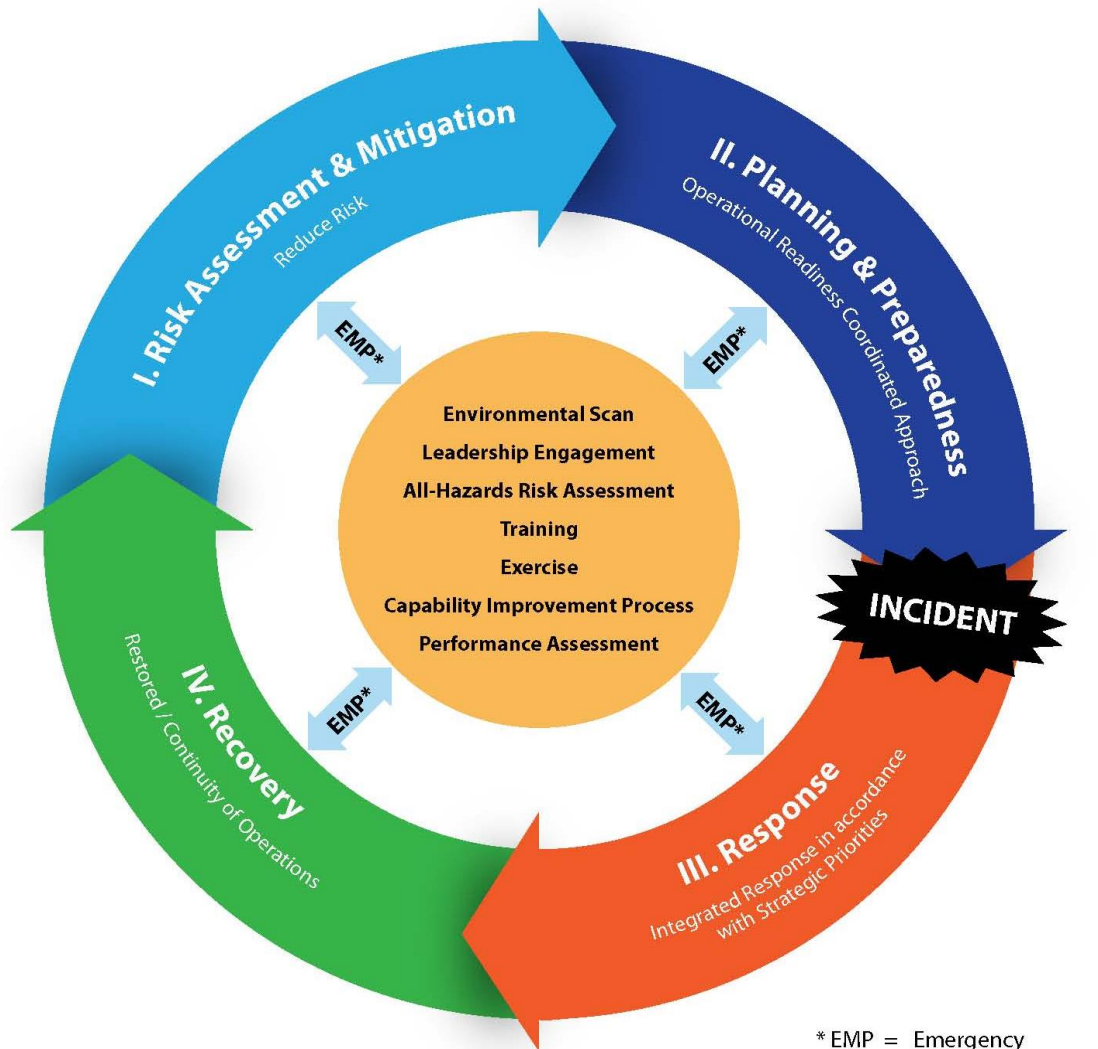 I. Risk Assessment & Mitigation
Reduce Risk
II. Planning & Preparedness
Operational Readiness Coordinated Approach
EMP*
EMP*
Environmental Scan
Leadership Engagement
All-Hazards Risk Assessment
Training
Exercise
Capability Improvement Process
Performance Assessment
INCIDENT
EMP*
EMP*
III. Response
Integrated Response in accordance
with Strategic Priorities
IV. Recovery
Restored / Continuity of Operations
* EMP = Emergency